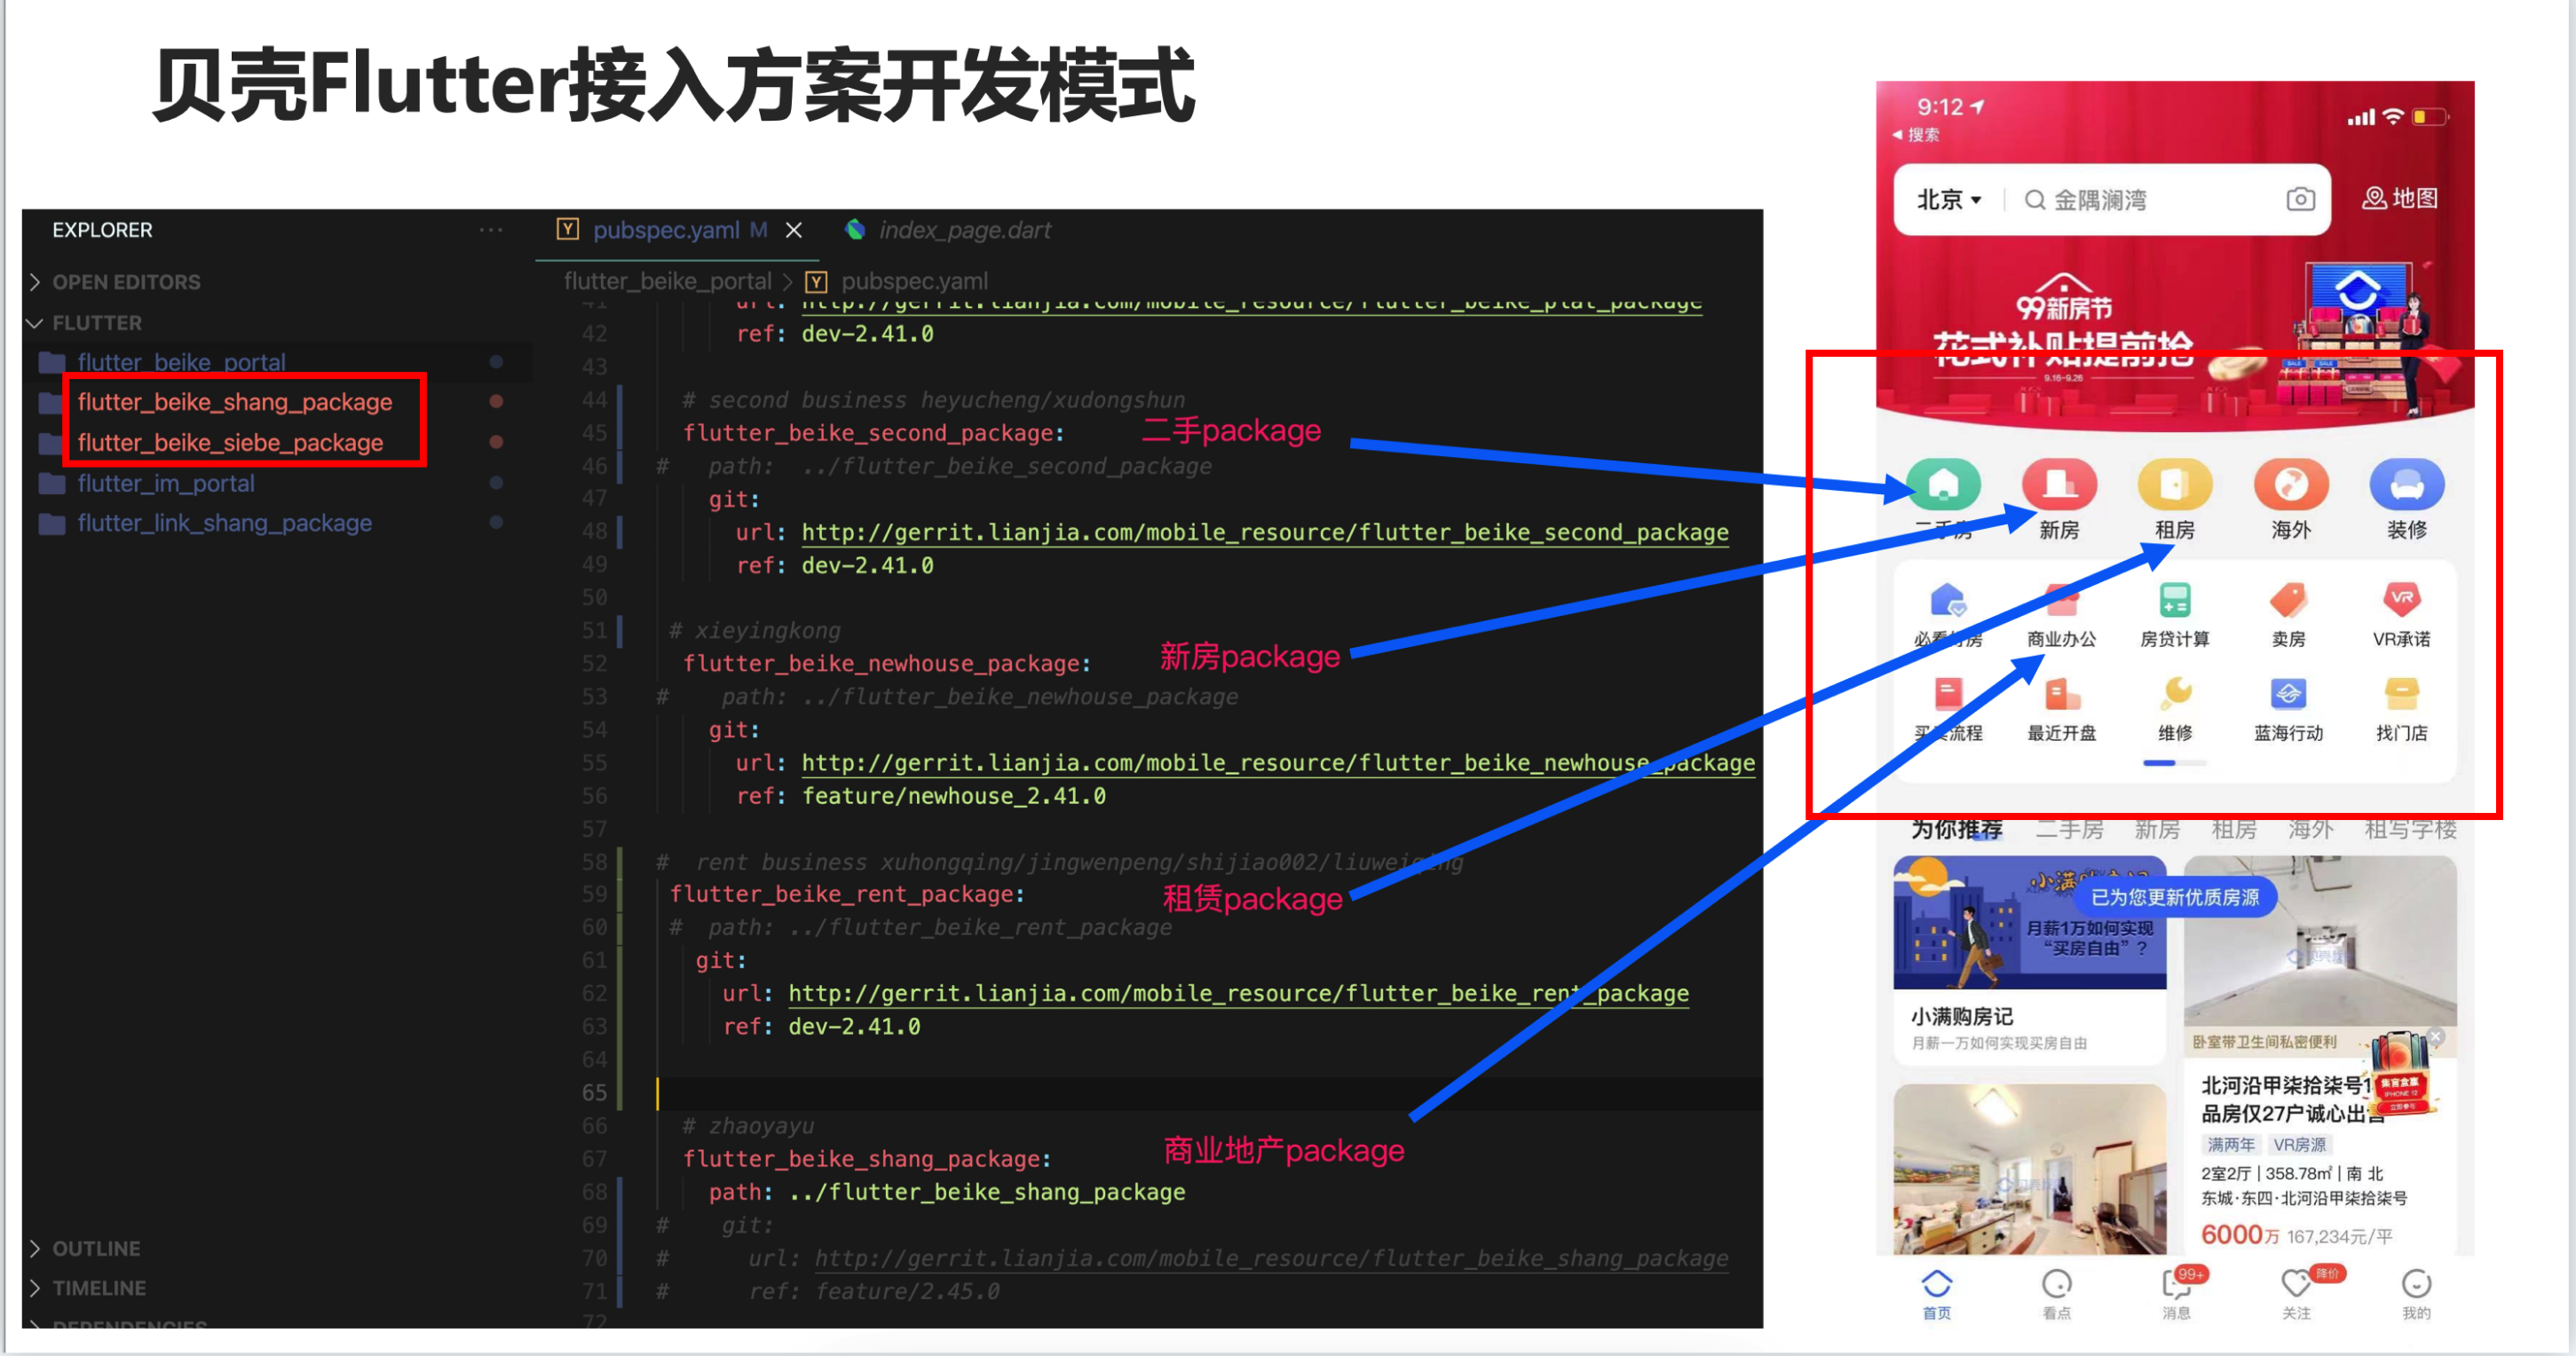 贝壳Flutter接入方案开发模式
EXPLORER
OPEN EDITORS
FLUTTER
flutter_beike_portal
flutter_beike_shang_package
flutter_beike_siebe_package
flutter_im_portal
flutter_link_shang_package
OUTLINE
TIMELINE
DEPENDENCIES
pubspec.yaml M
index_page.dart
flutter_beike_portal > pubspec.yaml
41 url: http://gerrit.lianjia.com/mobile_resource/flutter_beike_plat_package
42 ref: dev-2.41.0
43
44 # second business heyucheng/xudongshun
45 flutter_beike_second_package:
46 # path: ../flutter_beike_second_package
47 git:
48 url: http://gerrit.lianjia.com/mobile_resource/flutter_beike_second_package
49 ref: dev-2.41.0
50
51 # xieyingkong
52 flutter_beike_newhouse_package:
53 # path: ../flutter_beike_newhouse_package
54 git:
55 url: http://gerrit.lianjia.com/mobile_resource/flutter_beike_newhouse_package
56 ref: feature/newhouse_2.41.0
57
58 # rent business xuhongqing/jingwenpeng/shijiao002/liuweiqing
59 flutter_beike_rent_package:
60 # path: ../flutter_beike_rent_package
61 git:
62 url: http://gerrit.lianjia.com/mobile_resource/flutter_beike_rent_package
63 ref: dev-2.41.0
64
65
66 # zhaoyayu
67 flutter_beike_shang_package:
68 path: ../flutter_beike_shang_package
69 # git:
70 # url: http://gerrit.lianjia.com/mobile_resource/flutter_beike_shang_package
71 # ref: feature/2.45.0
72
二手package
新房package
租赁package
商业地产package
9:12
搜索
北京 金隅澜湾 地图
99新房节
花式补贴提前抢
9.16-9.26
二手房 新房 租房 海外 装修
VR
必看好房 商业办公 房贷计算 卖房 VR承诺
买卖流程 最近开盘 维修 蓝海行动 找门店
为你推荐 二手房 新房 租房 海外 租写字楼
已为您更新优质房源
月薪1万如何实现
“买房自由”？
小满购房记
月薪一万如何实现买房自由
卧室带卫生间私密便利
北河沿甲柒拾柒号1
品房仅27户诚心出售
IPHONE 12
满两年 VR房源
2室2厅 | 358.78㎡ | 南 北
东城·东四·北河沿甲柒拾柒号
6000万 167,234元/平
99+ 降价
首页 看点 消息 关注 我的